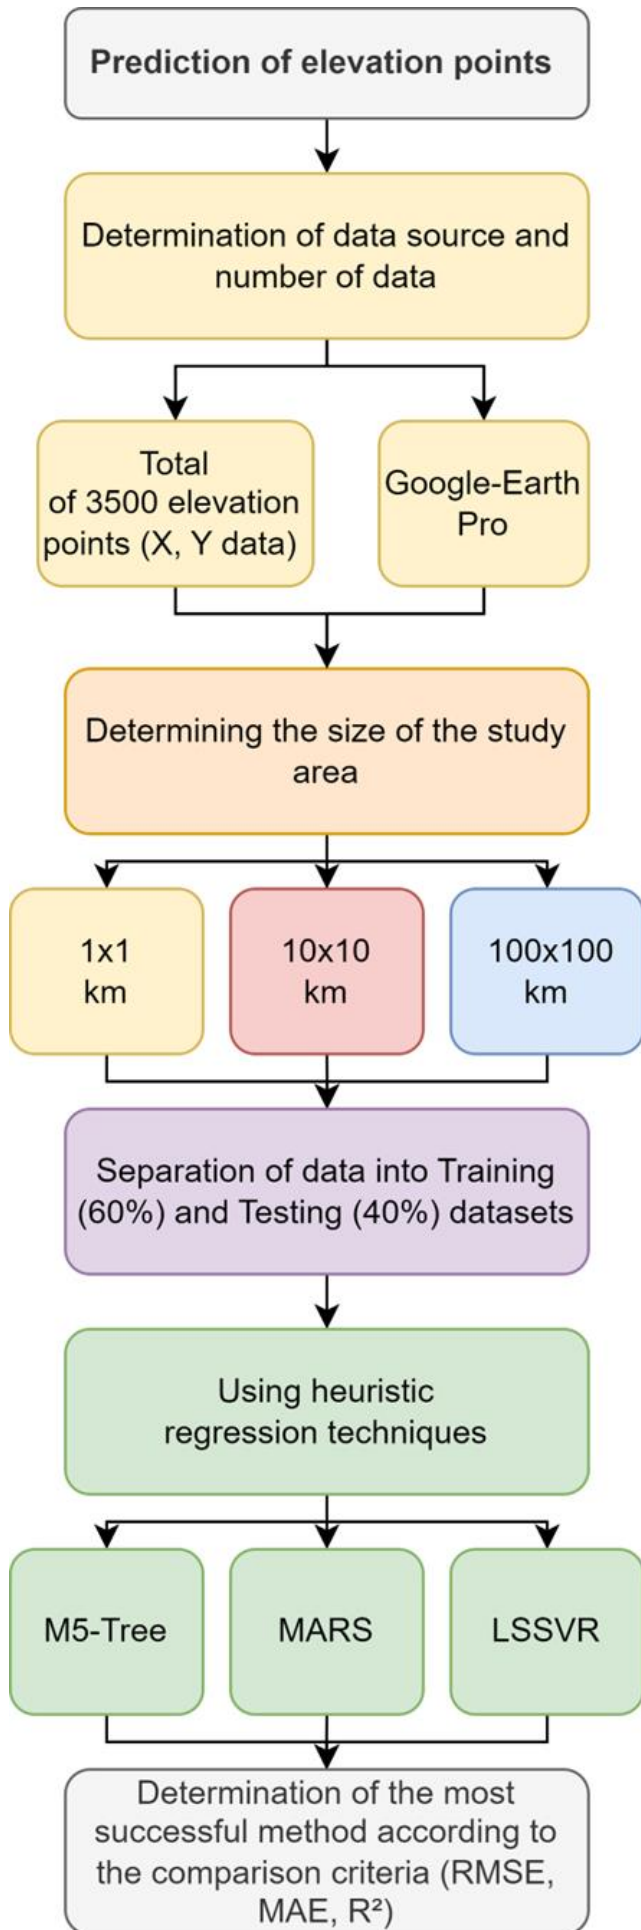 Prediction of elevation points
Determination of data source and
number of data
Total
of 3500 elevation
points (X, Y data)
Google-Earth
Pro
Determining the size of the study
area
1x1
km
10x10
km
100x100
km
Separation of data into Training
(60%) and Testing (40%) datasets
Using heuristic
regression techniques
M5-Tree
MARS
LSSVR
Determination of the most
successful method according to
the comparison criteria (RMSE,
MAE, R²)